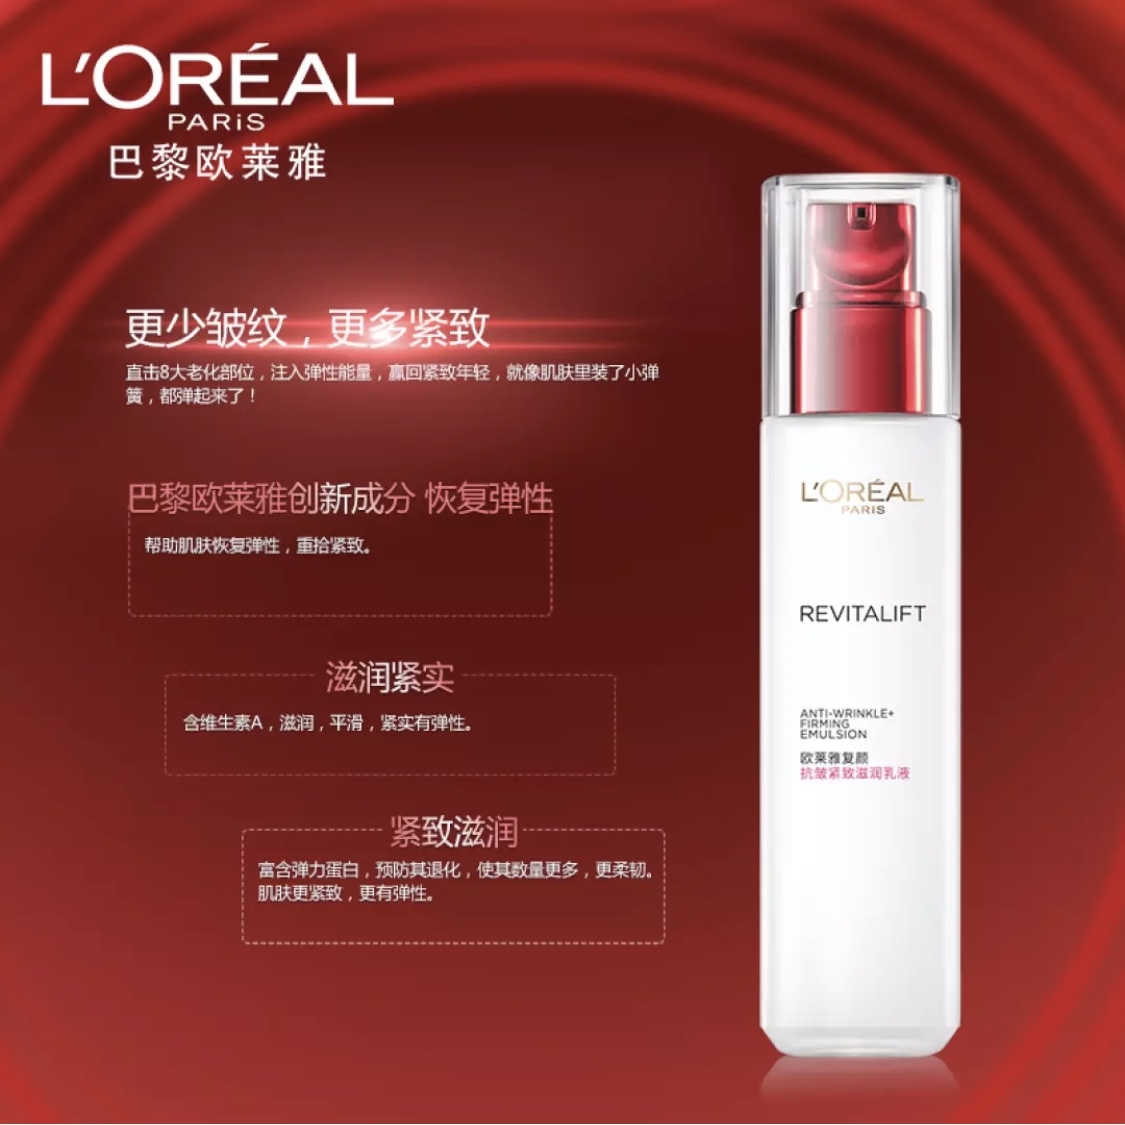 L'ORÉAL
PARiS
巴黎欧莱雅
更少皱纹，更多紧致
直击8大老化部位，注入弹性能量，赢回紧致年轻，就像肌肤里装了小弹
簧，都弹起来了！
巴黎欧莱雅创新成分 恢复弹性
帮助肌肤恢复弹性，重拾紧致。
滋润紧实
含维生素A，滋润，平滑，紧实有弹性。
紧致滋润
富含弹力蛋白，预防其退化，使其数量更多，更柔韧。
肌肤更紧致，更有弹性。
L'ORÉAL
PARiS
REVITALIFT
ANTI-WRINKLE+
FIRMING
EMULSION
欧莱雅复颜
抗皱紧致滋润乳液